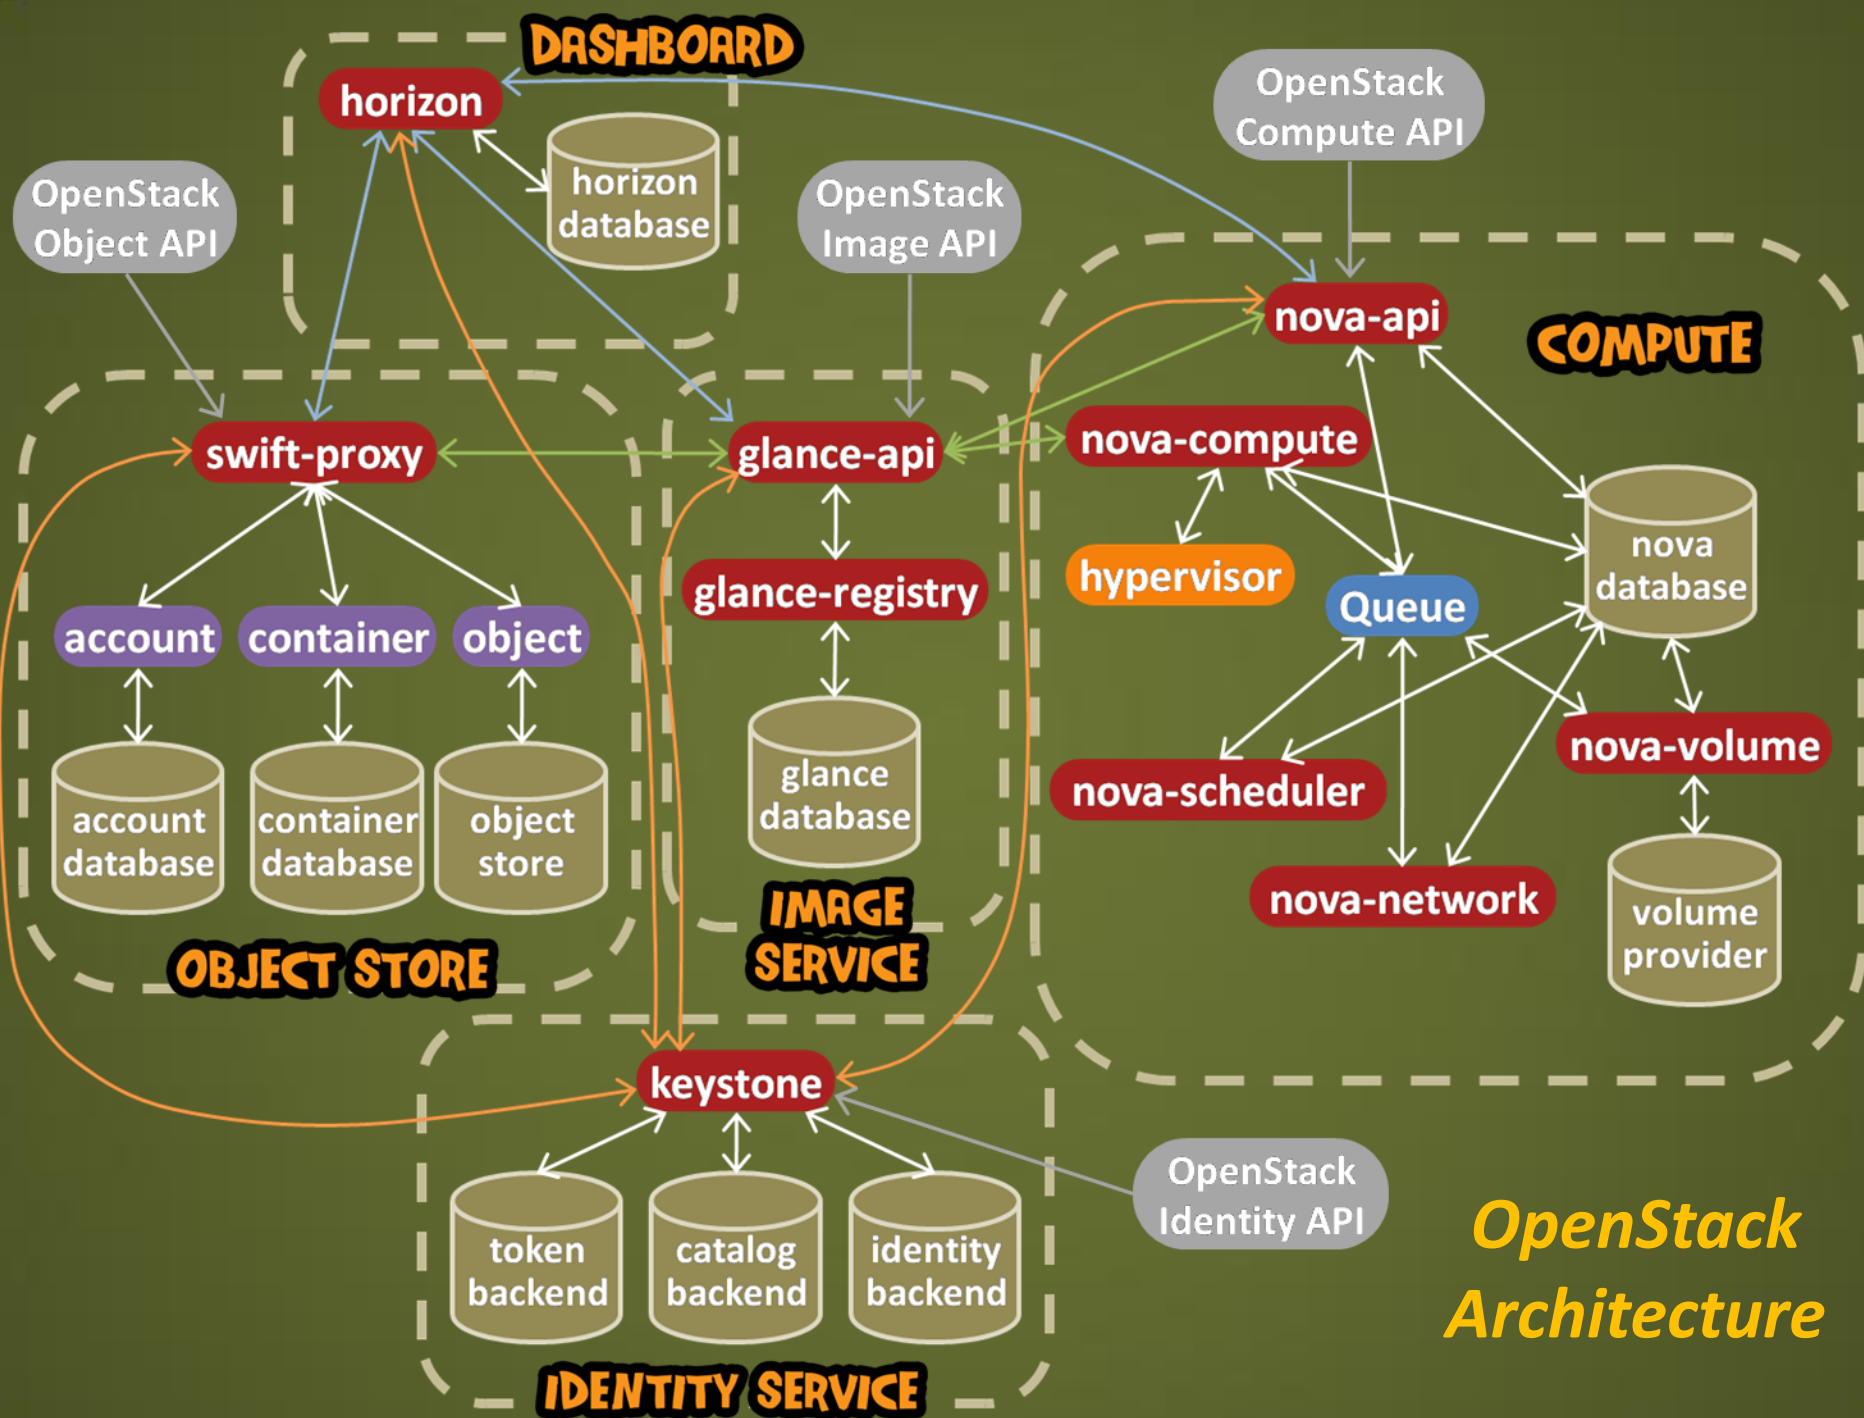 DASHBOARD
horizon
horizon
database
OpenStack
Object API
OpenStack
Image API
OpenStack
Compute API
nova-api
COMPUTE
swift-proxy
glance-api
nova-compute
hypervisor
Queue
nova
database
account
container
object
glance-registry
account
database
container
database
object
store
glance
database
nova-scheduler
nova-volume
nova-network
volume
provider
OBJECT STORE
IMAGE
SERVICE
keystone
token
backend
catalog
backend
identity
backend
OpenStack
Identity API
OpenStack
Architecture
IDENTITY SERVICE